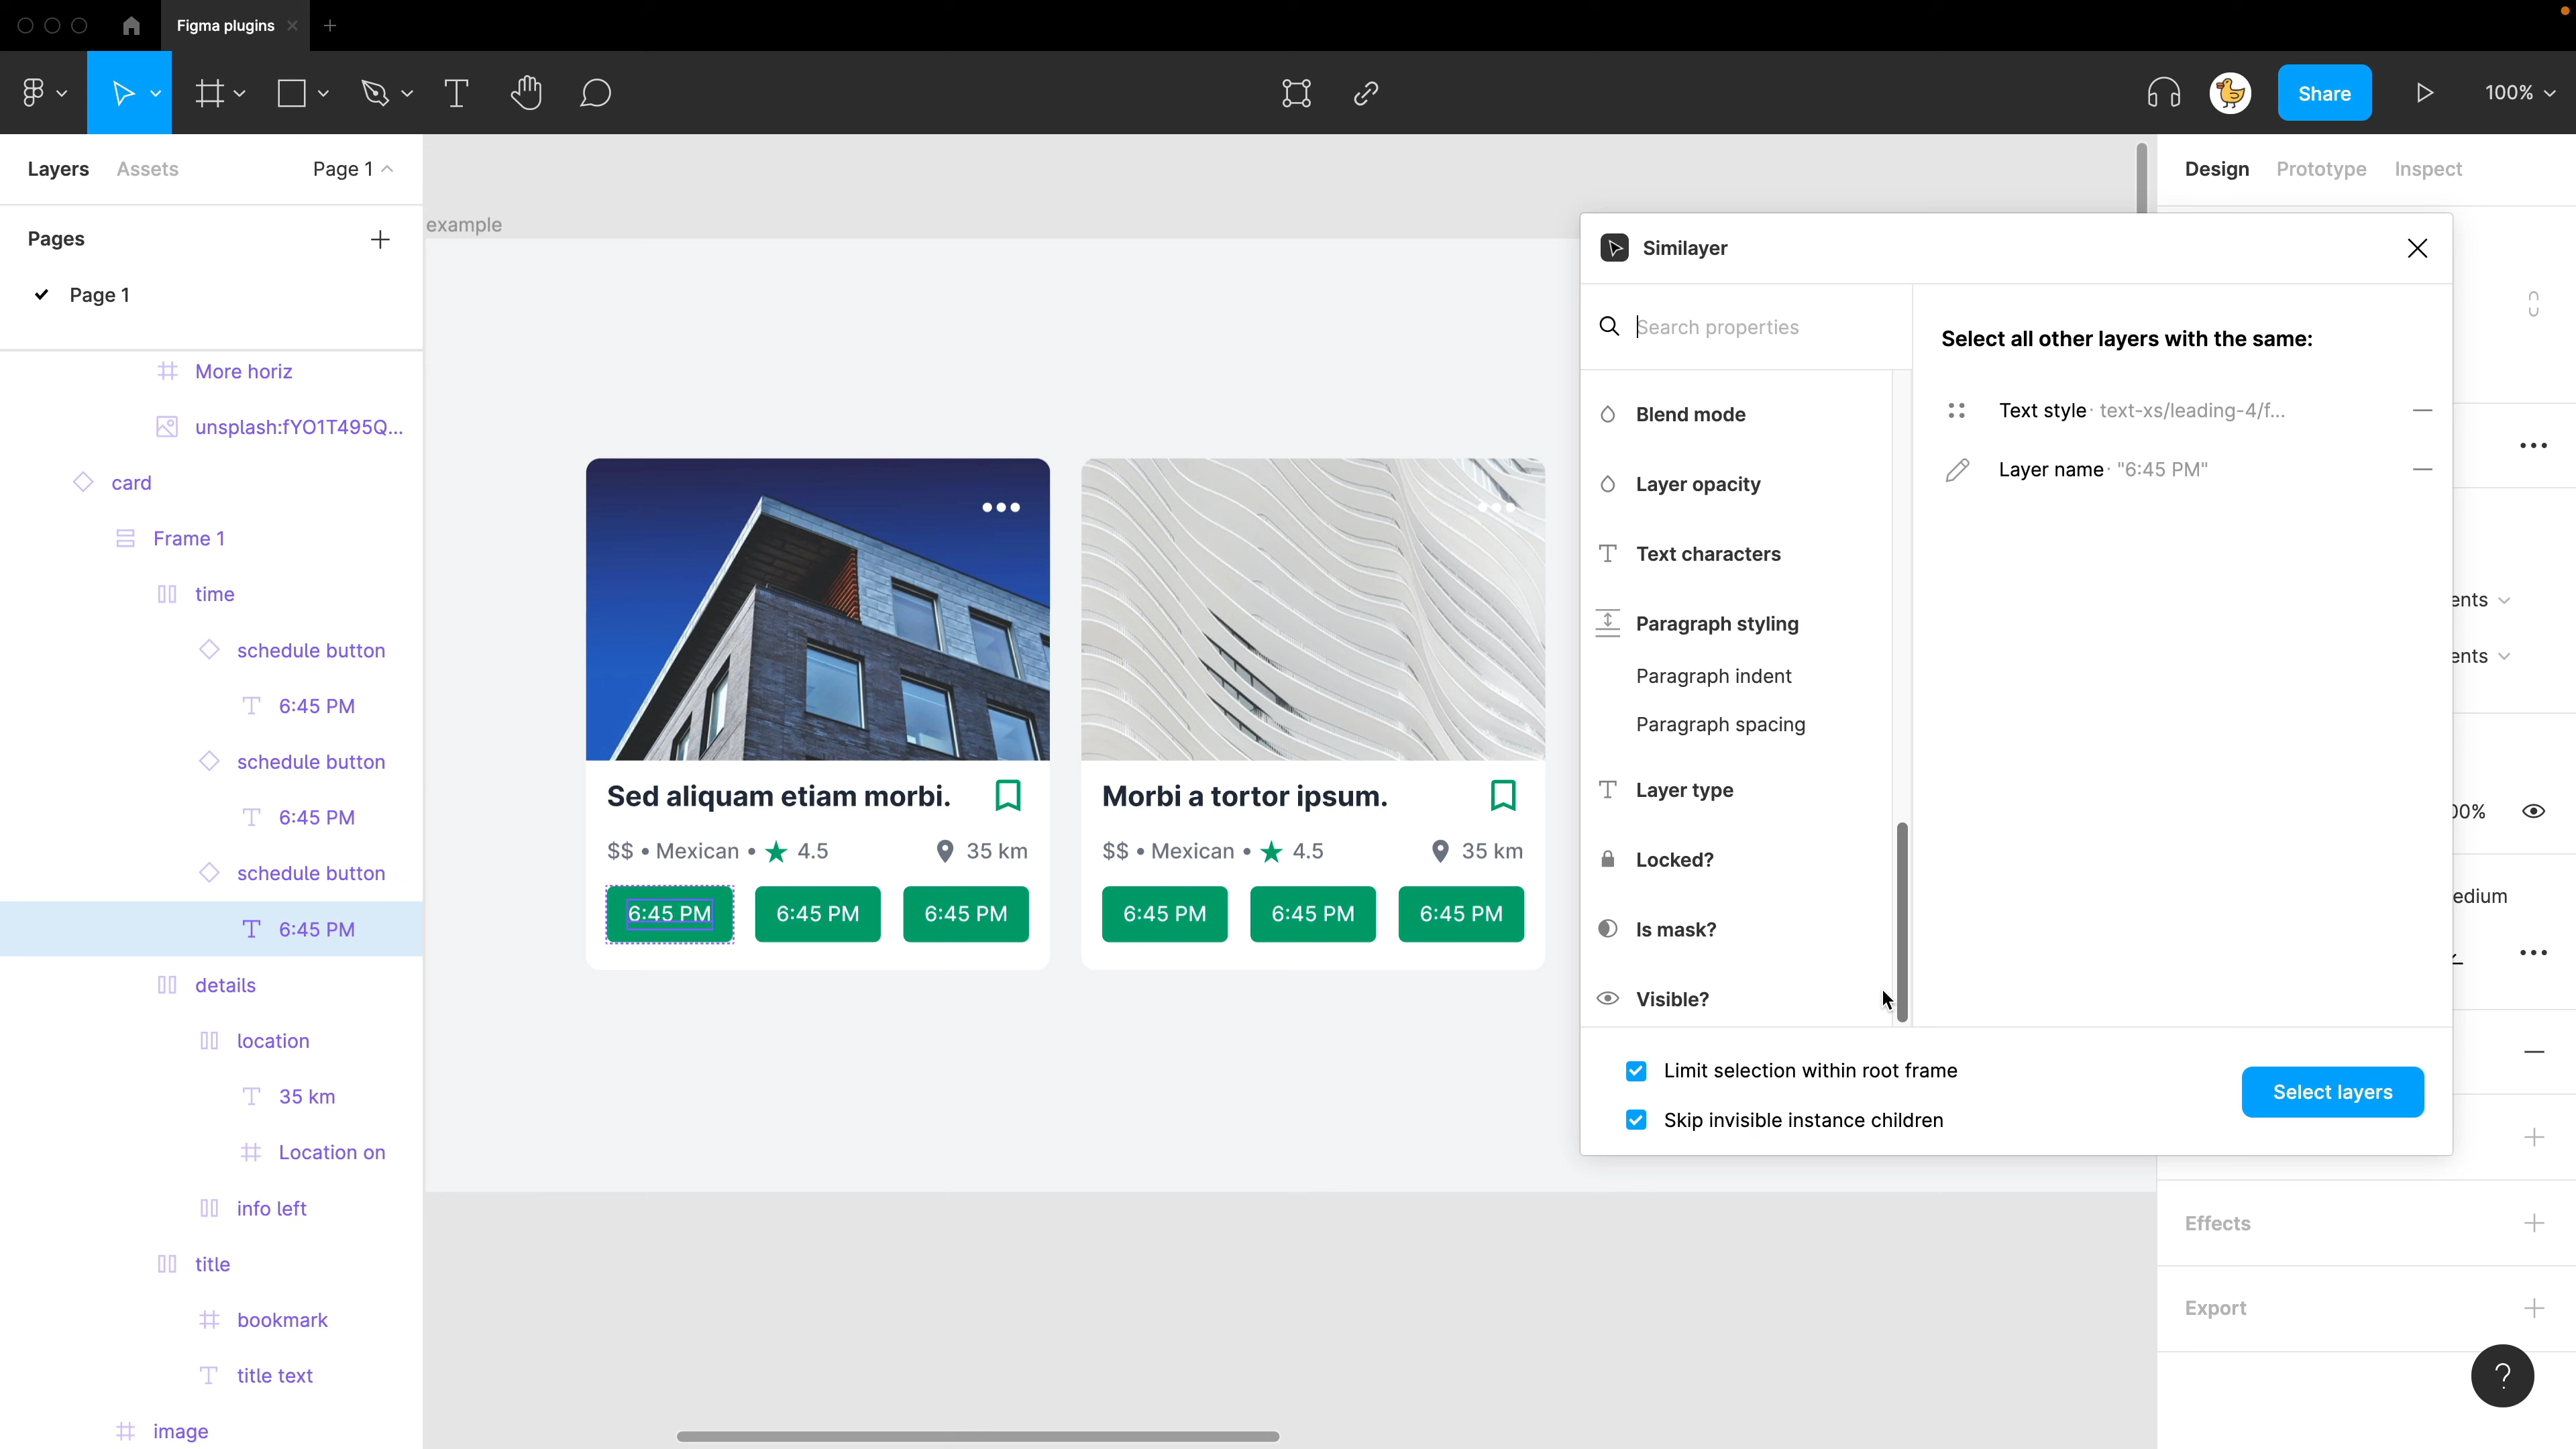 Figma plugins
Share
100%
Layers
Assets
Page 1
Pages
Page 1
More horiz
unsplash:fYO1T495Q...
card
Frame 1
time
schedule button
6:45 PM
schedule button
6:45 PM
schedule button
6:45 PM
details
location
35 km
Location on
info left
title
bookmark
title text
image
example
Sed aliquam etiam morbi.
$$ • Mexican • ★ 4.5
35 km
6:45 PM
6:45 PM
6:45 PM
Morbi a tortor ipsum.
$$ • Mexican • ★ 4.5
35 km
6:45 PM
6:45 PM
6:45 PM
Similayer
Search properties
Blend mode
Layer opacity
Text characters
Paragraph styling
Paragraph indent
Paragraph spacing
Layer type
Locked?
Is mask?
Visible?
Select all other layers with the same:
Text style · text-xs/leading-4/f...
Layer name · "6:45 PM"
Limit selection within root frame
Skip invisible instance children
Select layers
Design
Prototype
Inspect
Effects
Export
?